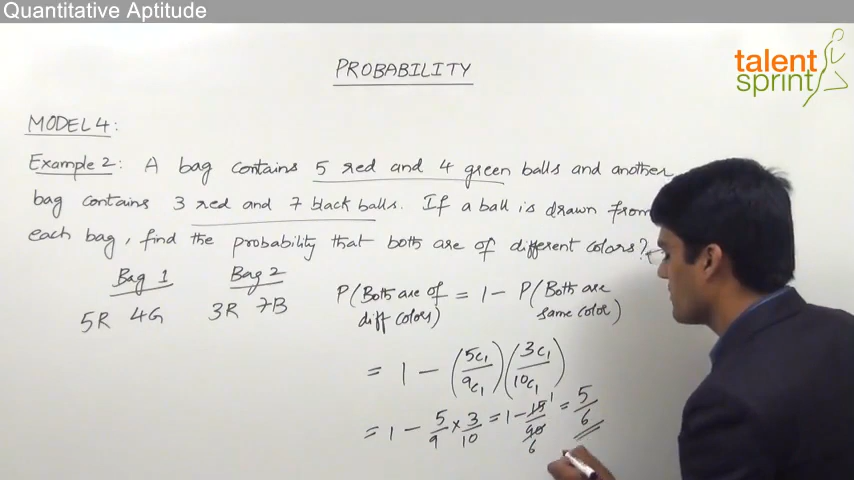 Quantitative Aptitude
talent
sprint
PROBABILITY
MODEL 4:
Example 2: A bag contains 5 red and 4 green balls and another
bag contains 3 red and 7 black balls. If a ball is drawn from
each bag, find the probability that both are of different colors?
Bag 1 Bag 2
5R 4G 3R 7B
P(Both are of diff colors) = 1 - P(Both are same color)
= 1 - (5c₁/9c₁)(3c₁/10c₁)
= 1 - 5/9 × 3/10 = 1 - 15/90 1 6 = 5/6